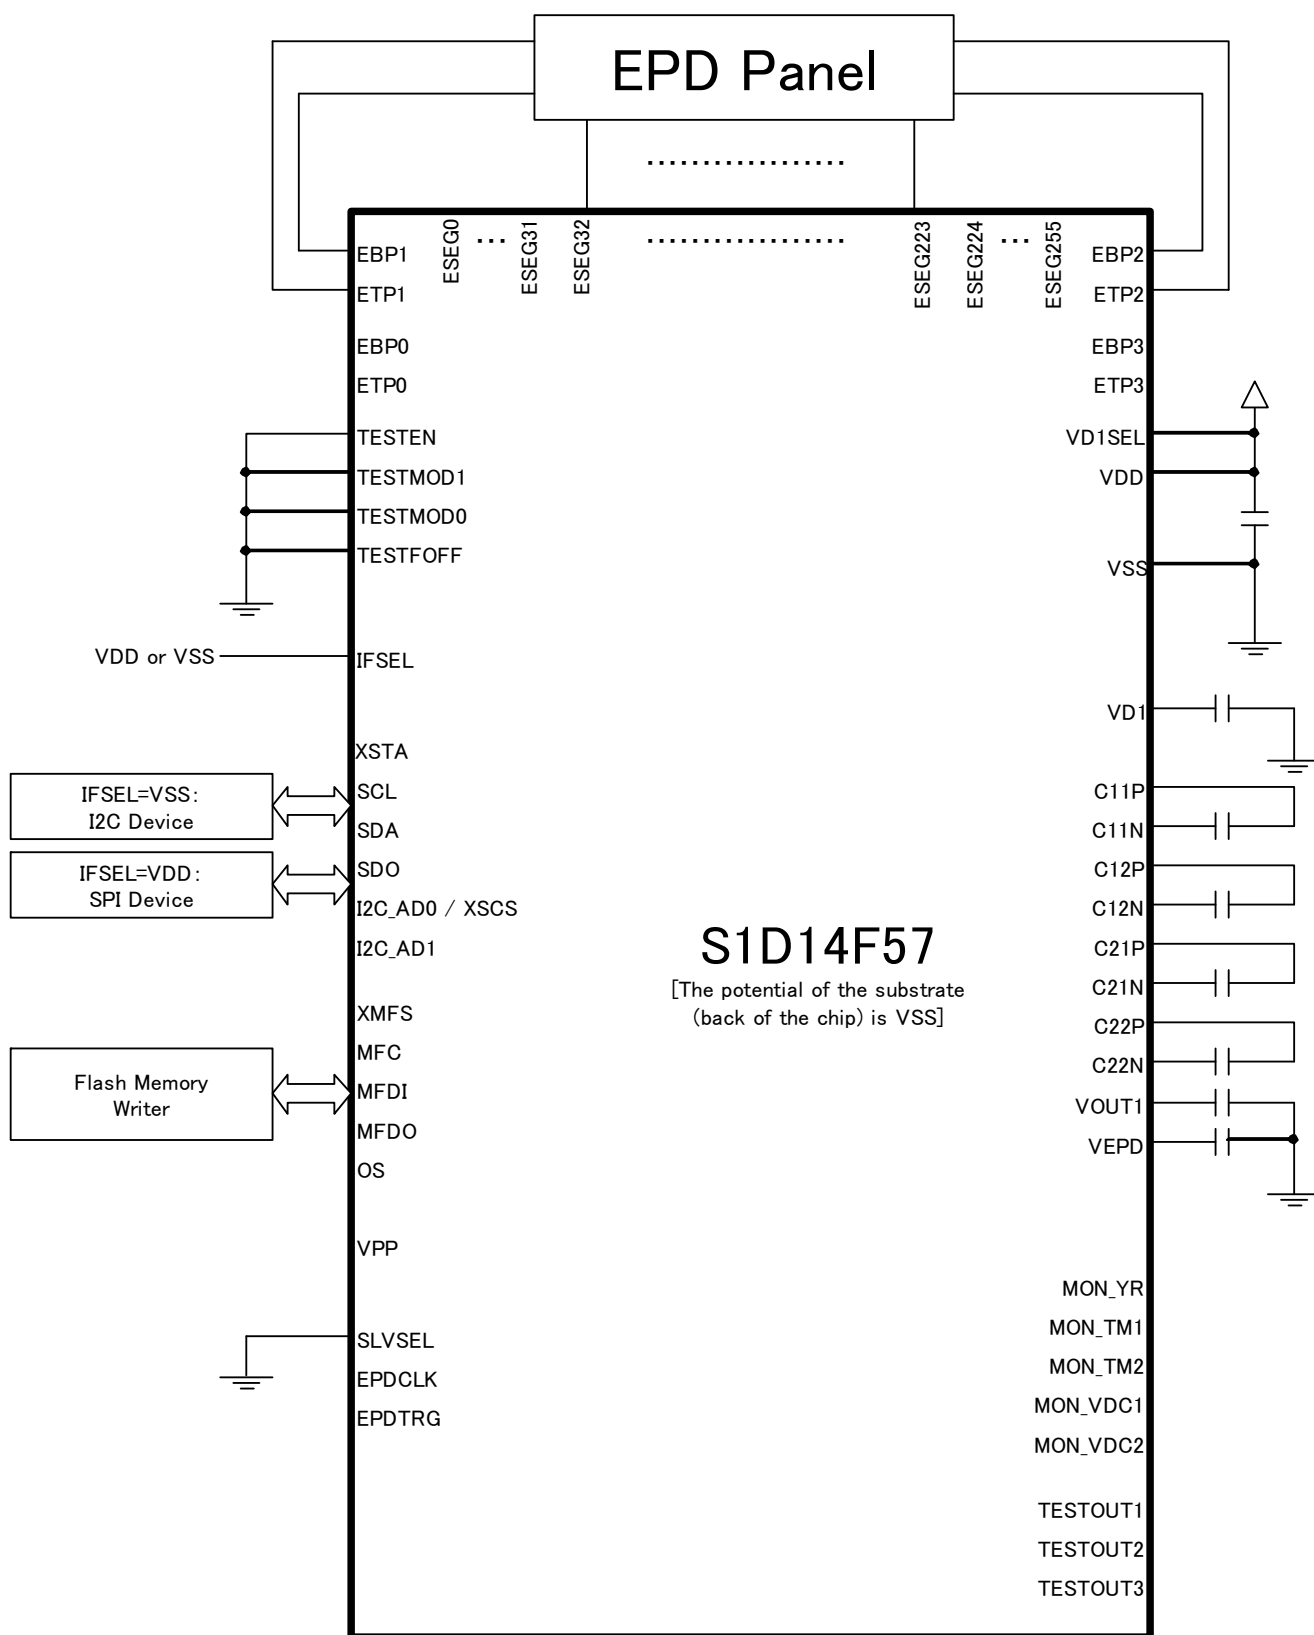 EPD Panel
..................
ESEG0
...
ESEG31
ESEG32
..................
ESEG223
ESEG224
...
ESEG255
EBP1
ETP1
EBP0
ETP0
TESTEN
TESTMOD1
TESTMOD0
TESTFOFF
VDD or VSS
IFSEL
XSTA
SCL
SDA
SDO
I2C_AD0 / XSCS
I2C_AD1
IFSEL=VSS:
I2C Device
IFSEL=VDD:
SPI Device
XMFS
MFC
MFDI
MFDO
OS
Flash Memory
Writer
VPP
SLVSEL
EPDCLK
EPDTRG
S1D14F57
[The potential of the substrate
(back of the chip) is VSS]
EBP2
ETP2
EBP3
ETP3
VD1SEL
VDD
VSS
VD1
C11P
C11N
C12P
C12N
C21P
C21N
C22P
C22N
VOUT1
VEPD
MON_YR
MON_TM1
MON_TM2
MON_VDC1
MON_VDC2
TESTOUT1
TESTOUT2
TESTOUT3